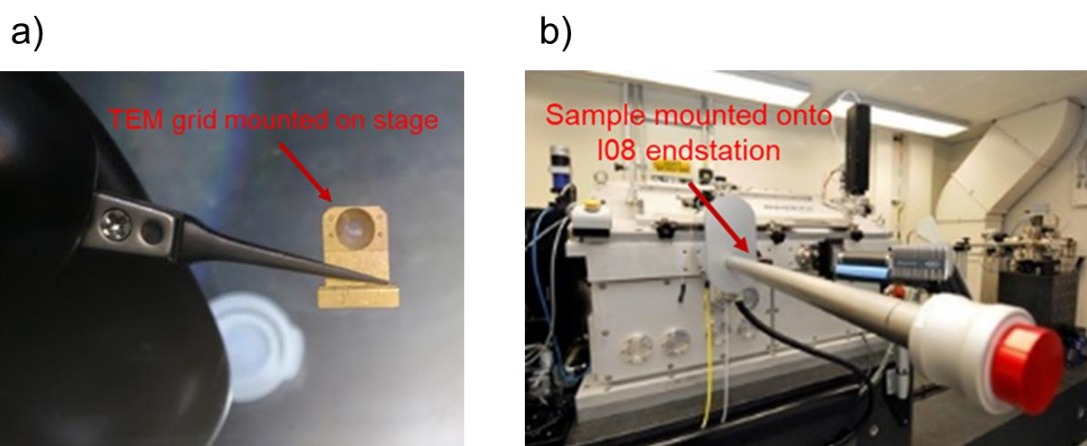 a)
b)
TEM grid mounted on stage
Sample mounted onto
I08 endstation